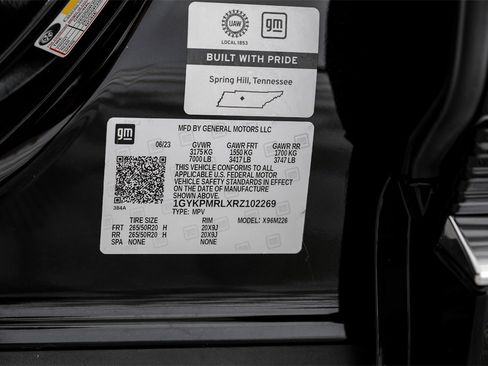 UAW
gm
LOCAL 1853
BUILT WITH PRIDE
Spring Hill, Tennessee
gm
MFD BY GENERAL MOTORS LLC
06/23 GVWR GAWR FRT GAWR RR
3175 KG 1550 KG 1700 KG
7000 LB 3417 LB 3747 LB
THIS VEHICLE CONFORMS TO ALL
APPLICABLE U.S. FEDERAL MOTOR
VEHICLE SAFETY STANDARDS IN EFFECT
ON THE DATE OF MANUFACTURE
SHOWN ABOVE.
384A
1GYKPMRLXRZ102269
TYPE: MPV MODEL: X96M226
TIRE SIZE RIM
FRT 265/50R20 H 20X9J
RR 265/50R20 H 20X9J
SPA NONE NONE